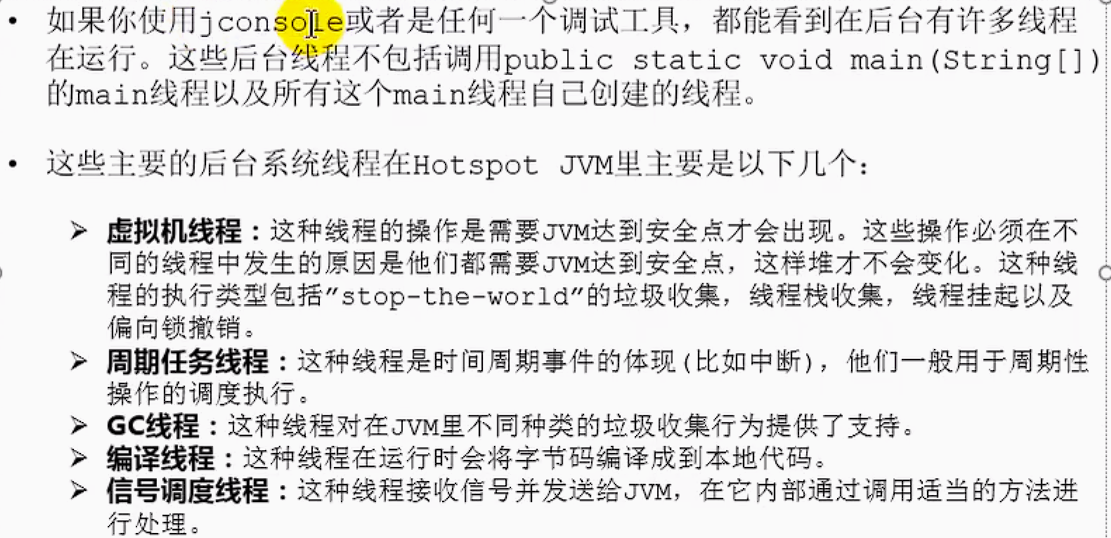 • 如果你使用jconsole或者是任何一个调试工具，都能看到在后台有许多线程
在运行。这些后台线程不包括调用public static void main(String[])
的main线程以及所有这个main线程自己创建的线程。
• 这些主要的后台系统线程在Hotspot JVM里主要是以下几个：
➢ 虚拟机线程：这种线程的操作是需要JVM达到安全点才会出现。这些操作必须在不
同的线程中发生的原因是他们都需要JVM达到安全点，这样堆才不会变化。这种线
程的执行类型包括"stop-the-world"的垃圾收集，线程栈收集，线程挂起以及
偏向锁撤销。
➢ 周期任务线程：这种线程是时间周期事件的体现(比如中断)，他们一般用于周期性
操作的调度执行。
➢ GC线程：这种线程对在JVM里不同种类的垃圾收集行为提供了支持。
➢ 编译线程：这种线程在运行时会将字节码编译成到本地代码。
➢ 信号调度线程：这种线程接收信号并发送给JVM，在它内部通过调用适当的方法进
行处理。